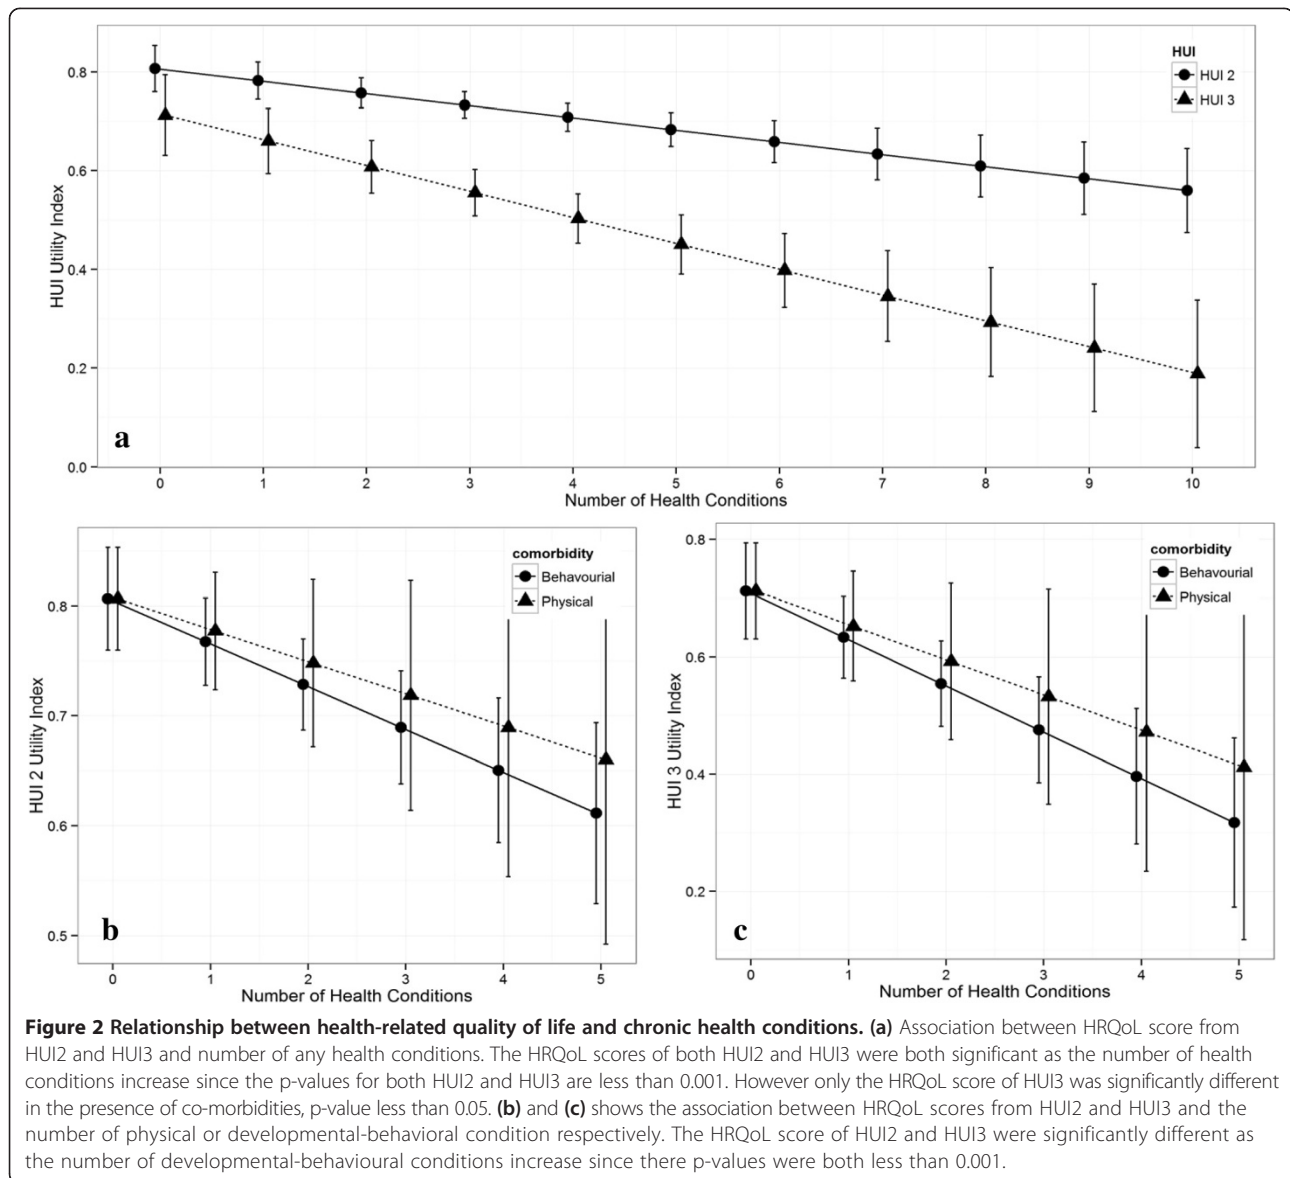 HUI
HUI 2
HUI 3
0.8
0.6
0.4
0.2
0.0
HUI Utility Index
a
0 1 2 3 4 5 6 7 8 9 10
Number of Health Conditions
comorbidity
Behavourial
Physical
0.8
0.7
0.6
0.5
HUI 2 Utility Index
b
0 1 2 3 4 5
Number of Health Conditions
comorbidity
Behavourial
Physical
0.8
0.6
0.4
0.2
HUI 3 Utility Index
c
0 1 2 3 4 5
Number of Health Conditions
Figure 2 Relationship between health-related quality of life and chronic health conditions. (a) Association between HRQoL score from
HUI2 and HUI3 and number of any health conditions. The HRQoL scores of both HUI2 and HUI3 were both significant as the number of health
conditions increase since the p-values for both HUI2 and HUI3 are less than 0.001. However only the HRQoL score of HUI3 was significantly different
in the presence of co-morbidities, p-value less than 0.05. (b) and (c) shows the association between HRQoL scores from HUI2 and HUI3 and the
number of physical or developmental-behavioral condition respectively. The HRQoL score of HUI2 and HUI3 were significantly different as
the number of developmental-behavioural conditions increase since there p-values were both less than 0.001.